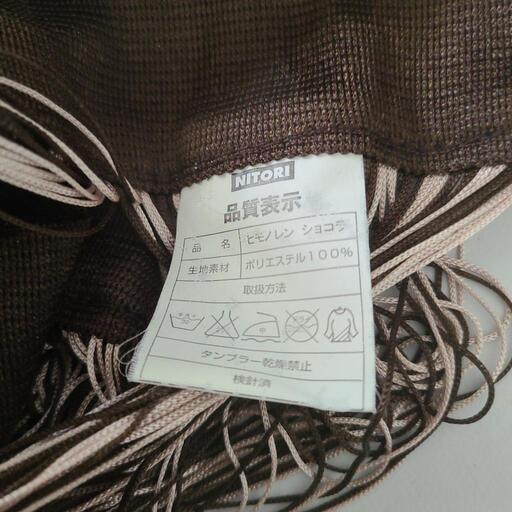 NITORI
品質表示
品 名 ヒモノレン ショコラ
生地素材 ポリエステル100%
取扱方法
タンブラー乾燥禁止
検針済